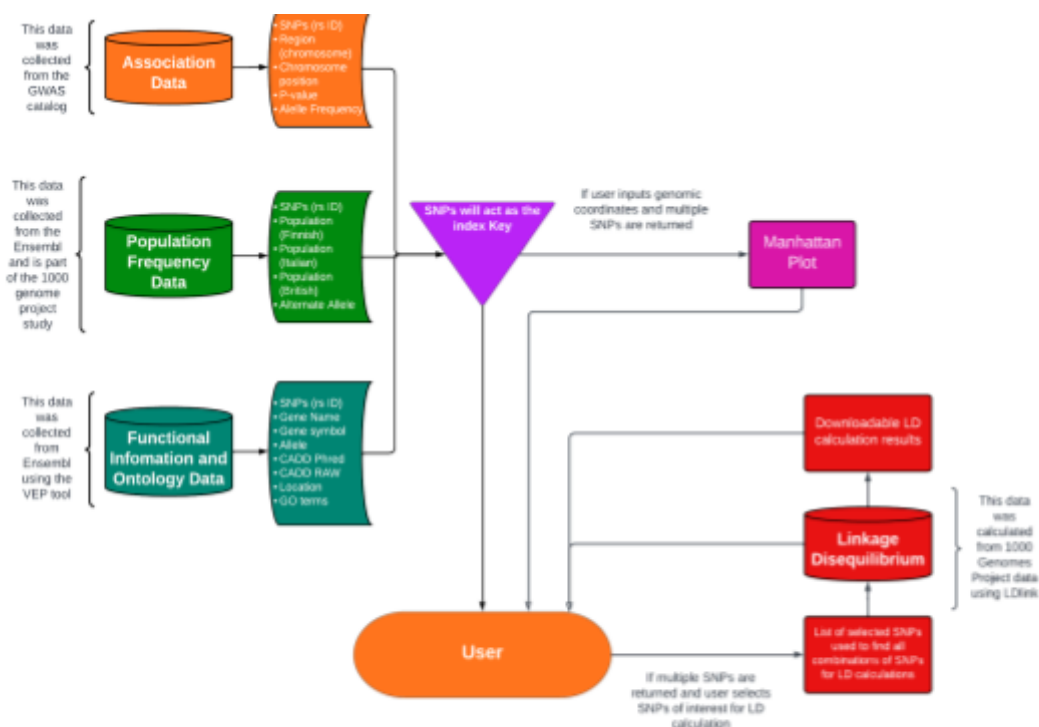 This data
was
collected
from the
GWAS
catalog
Association
Data
• SNPs (rs ID)
• Region
(chromosome)
• Chromosome
position
• P-value
• Alelle Frequency
This data
was
collected
from the
Ensembl
and is part
of the 1000
genome
project
study
Population
Frequency
Data
• SNPs (rs ID)
• Population
(Finnish)
• Population
(Italian)
• Population
(British)
• Alternate Allele
SNPs will act as the
index Key
If user inputs genomic
coordinates and multiple
SNPs are returned
Manhattan
Plot
This data
was
collected
from
Ensembl
using the
VEP tool
Functional
Infomation and
Ontology Data
• SNPs (rs ID)
• Gene Name
• Gene symbol
• Allele
• CADD Phred
• CADD RAW
• Location
• GO terms
Downloadable LD
calculation results
Linkage
Disequilibrium
This data
was
calculated
from 1000
Genomes
Project data
using LDlink
List of selected SNPs
used to find all
combinations of SNPs
for LD calculations
User
If multiple SNPs are
returned and user selects
SNPs of interest for LD
calculation